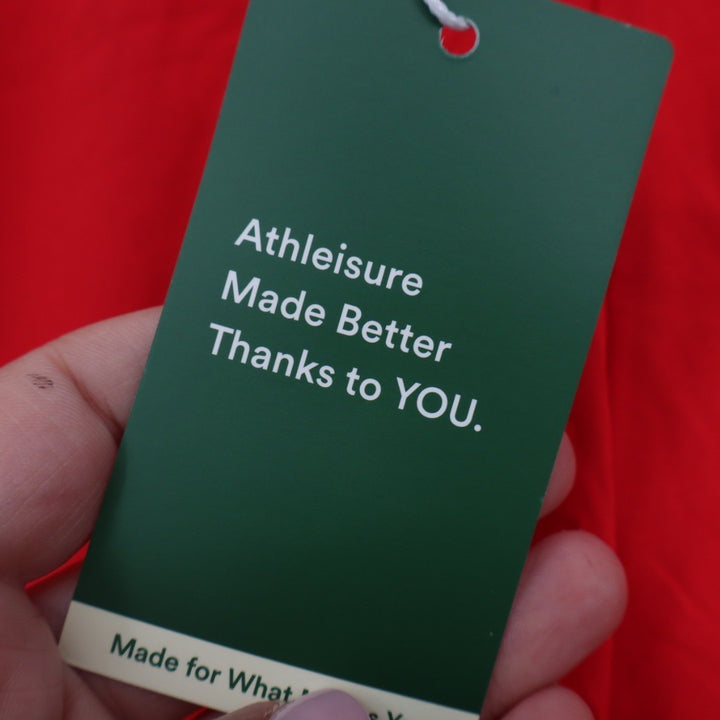 Athleisure
Made Better
Thanks to YOU.
Made for What